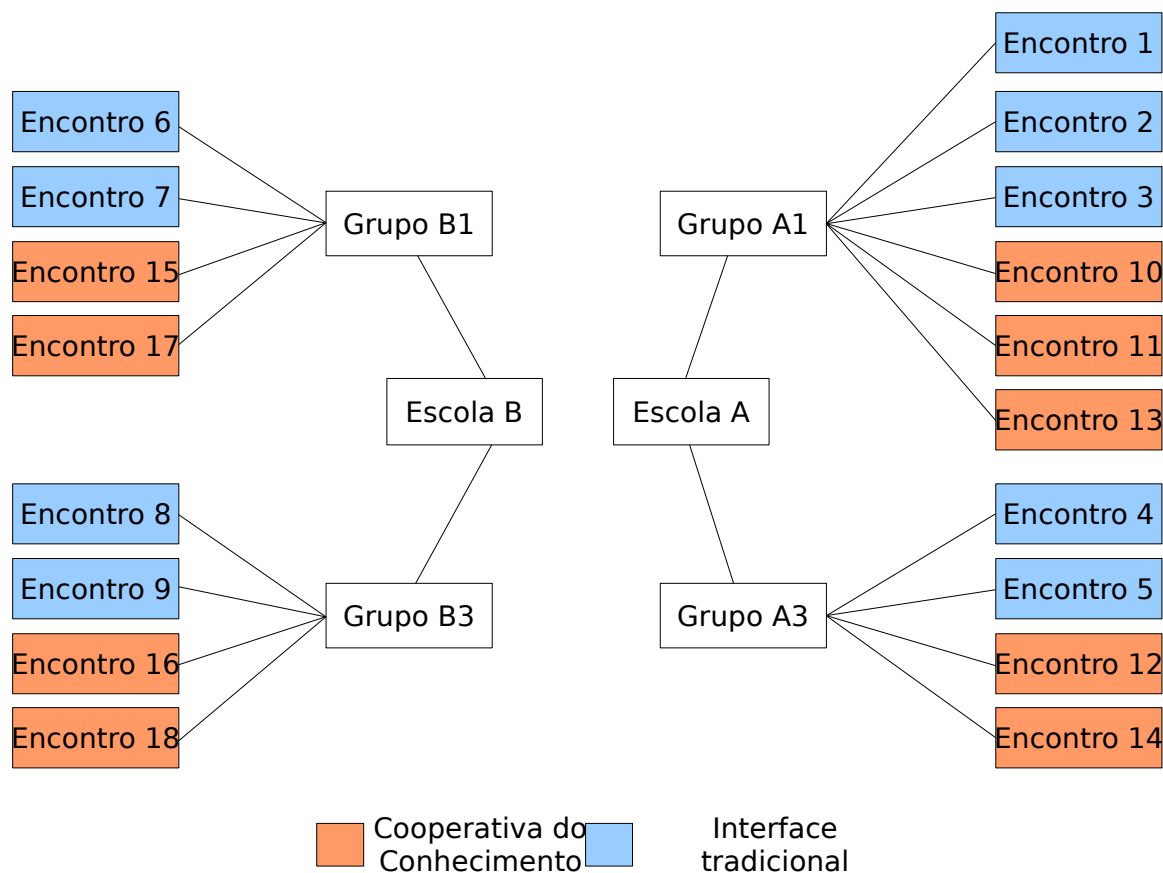 Encontro 1
Encontro 6
Encontro 2
Encontro 7
Encontro 3
Grupo B1
Grupo A1
Encontro 15
Encontro 10
Encontro 17
Encontro 11
Escola B
Escola A
Encontro 13
Encontro 8
Encontro 4
Encontro 9
Encontro 5
Grupo B3
Grupo A3
Encontro 16
Encontro 12
Encontro 18
Encontro 14
Cooperativa do
Conhecimento
Interface
tradicional